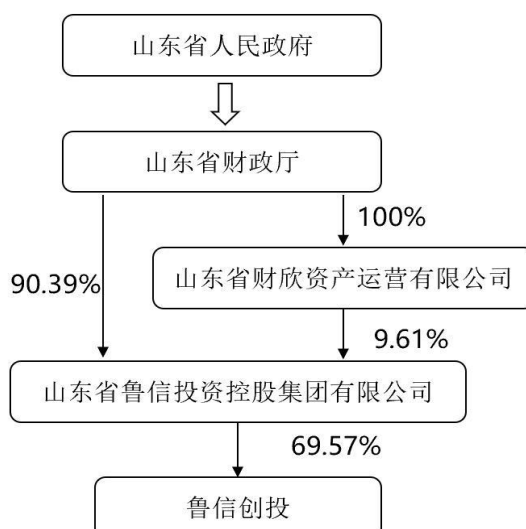 山东省人民政府
山东省财政厅
100%
90.39%
山东省财欣资产运营有限公司
9.61%
山东省鲁信投资控股集团有限公司
69.57%
鲁信创投